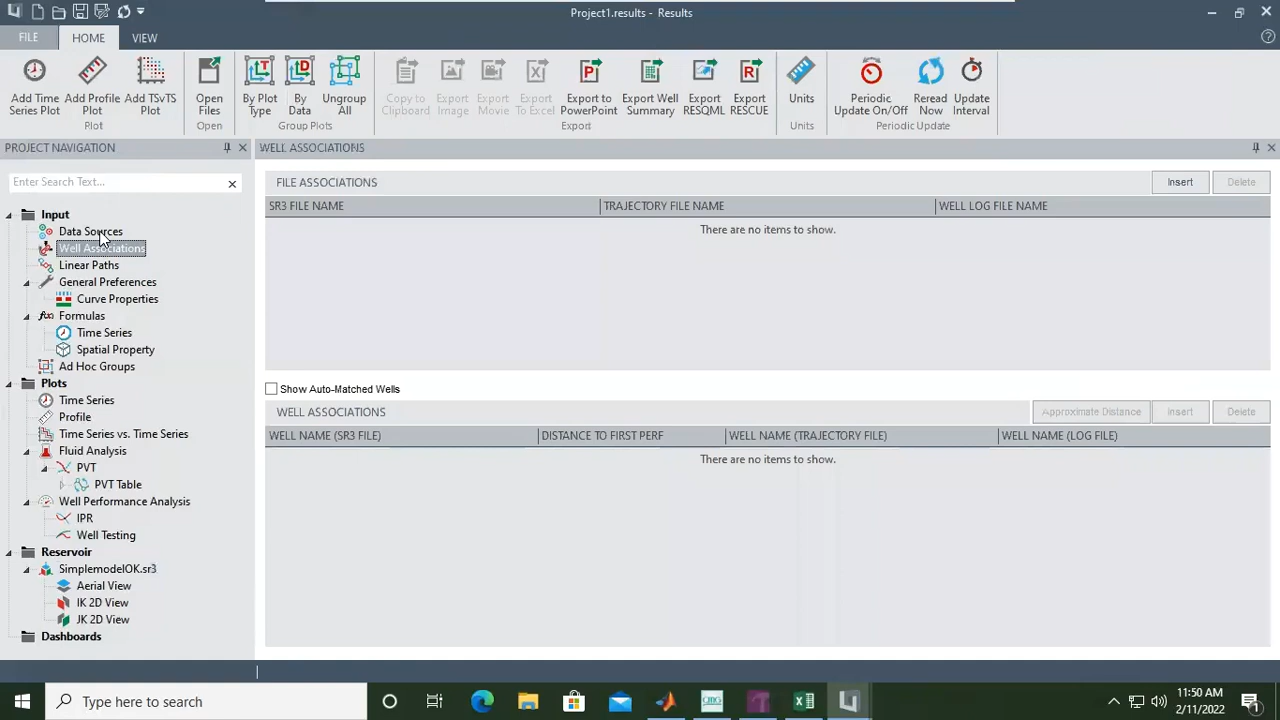 Project1.results - Results
FILE
HOME
VIEW
Add Time
Series Plot
Add Profile
Plot
Add TSvTS
Plot
Plot
Open
Files
Open
By Plot
Type
By
Data
Ungroup
All
Group Plots
Copy to
Clipboard
Export
Image
Export
Movie
Export
To Excel
Export to
PowerPoint
Export Well
Summary
Export
RESQML
Export
RESCUE
Export
Units
Units
Periodic
Update On/Off
Reread
Now
Update
Interval
Periodic Update
PROJECT NAVIGATION
Enter Search Text...
Input
Data Sources
Well Associations
Linear Paths
General Preferences
Curve Properties
Formulas
Time Series
Spatial Property
Ad Hoc Groups
Plots
Time Series
Profile
Time Series vs. Time Series
Fluid Analysis
PVT
PVT Table
Well Performance Analysis
IPR
Well Testing
Reservoir
SimplemodelOK.sr3
Aerial View
IK 2D View
JK 2D View
Dashboards
WELL ASSOCIATIONS
FILE ASSOCIATIONS
Insert
Delete
SR3 FILE NAME
TRAJECTORY FILE NAME
WELL LOG FILE NAME
There are no items to show.
Show Auto-Matched Wells
WELL ASSOCIATIONS
Approximate Distance
Insert
Delete
WELL NAME (SR3 FILE)
DISTANCE TO FIRST PERF
WELL NAME (TRAJECTORY FILE)
WELL NAME (LOG FILE)
There are no items to show.
Type here to search
11:50 AM
2/11/2022